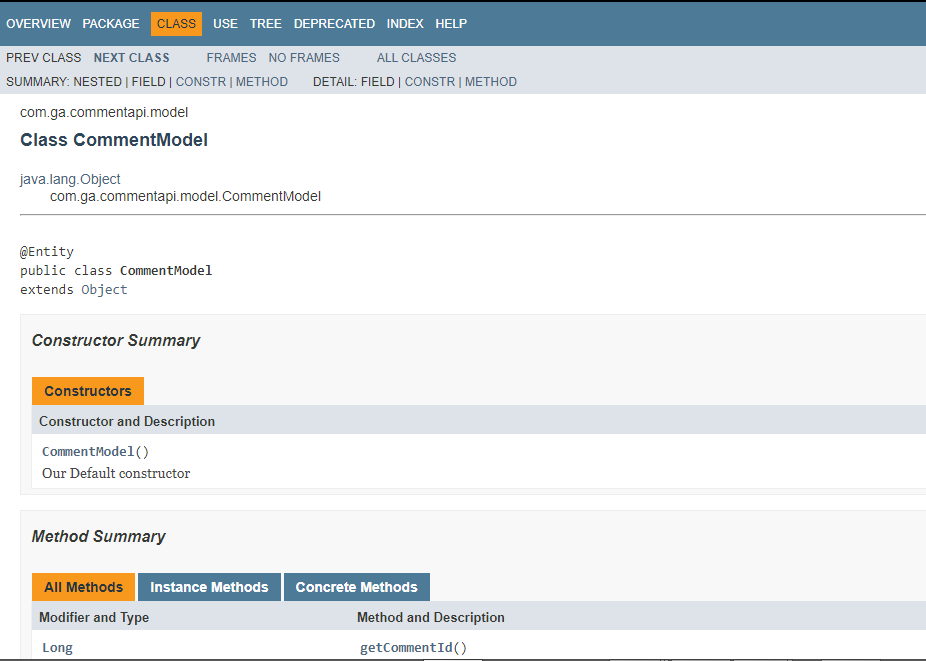 OVERVIEW PACKAGE CLASS USE TREE DEPRECATED INDEX HELP
PREV CLASS NEXT CLASS FRAMES NO FRAMES ALL CLASSES
SUMMARY: NESTED | FIELD | CONSTR | METHOD DETAIL: FIELD | CONSTR | METHOD
com.ga.commentapi.model
Class CommentModel
java.lang.Object
com.ga.commentapi.model.CommentModel
@Entity
public class CommentModel
extends Object
Constructor Summary
Constructors
Constructor and Description
CommentModel()
Our Default constructor
Method Summary
All Methods Instance Methods Concrete Methods
Modifier and Type Method and Description
Long getCommentId()